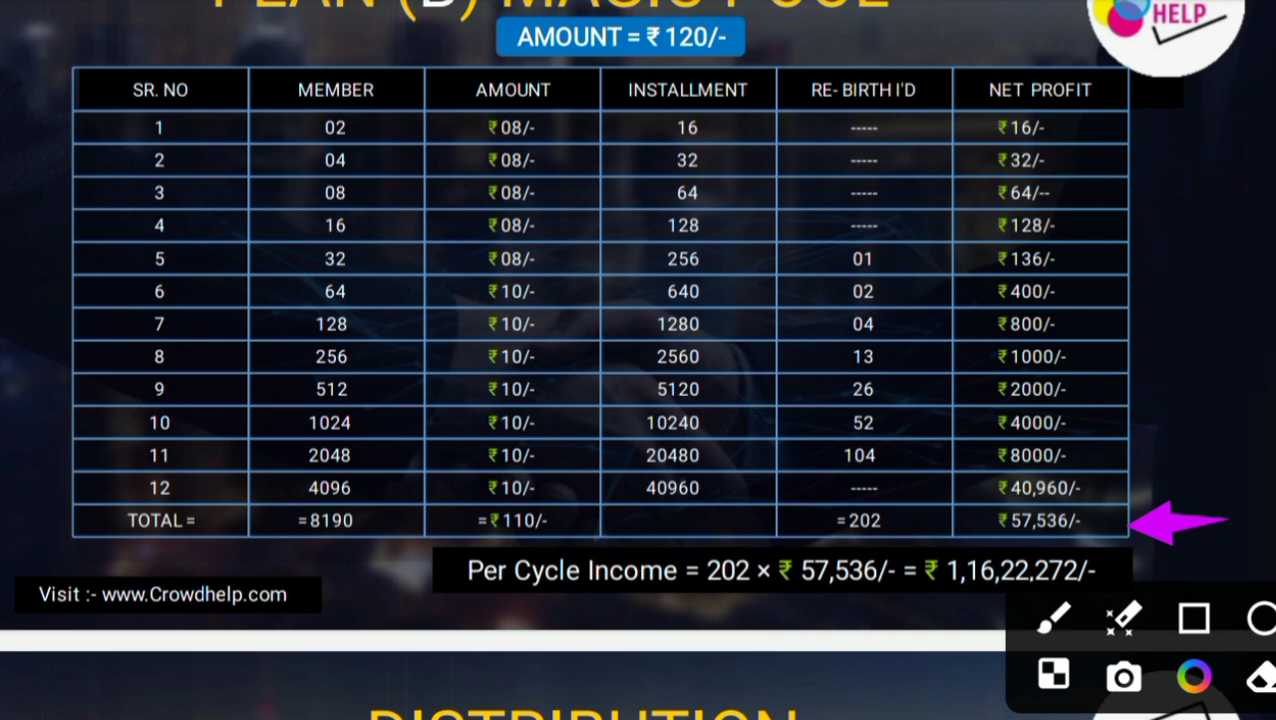 PLAN (B) MAGIC POOL
HELP
AMOUNT = ₹ 120/-
SR. NO MEMBER AMOUNT INSTALLMENT RE- BIRTH I'D NET PROFIT
1 02 ₹ 08/- 16 ----- ₹ 16/-
2 04 ₹ 08/- 32 ----- ₹ 32/-
3 08 ₹ 08/- 64 ----- ₹ 64/--
4 16 ₹ 08/- 128 ----- ₹ 128/-
5 32 ₹ 08/- 256 01 ₹ 136/-
6 64 ₹ 10/- 640 02 ₹ 400/-
7 128 ₹ 10/- 1280 04 ₹ 800/-
8 256 ₹ 10/- 2560 13 ₹ 1000/-
9 512 ₹ 10/- 5120 26 ₹ 2000/-
10 1024 ₹ 10/- 10240 52 ₹ 4000/-
11 2048 ₹ 10/- 20480 104 ₹ 8000/-
12 4096 ₹ 10/- 40960 ----- ₹ 40,960/-
TOTAL = = 8190 = ₹ 110/- = 202 ₹ 57,536/-
Per Cycle Income = 202 × ₹ 57,536/- = ₹ 1,16,22,272/-
Visit :- www.Crowdhelp.com
DISTRIBUTION